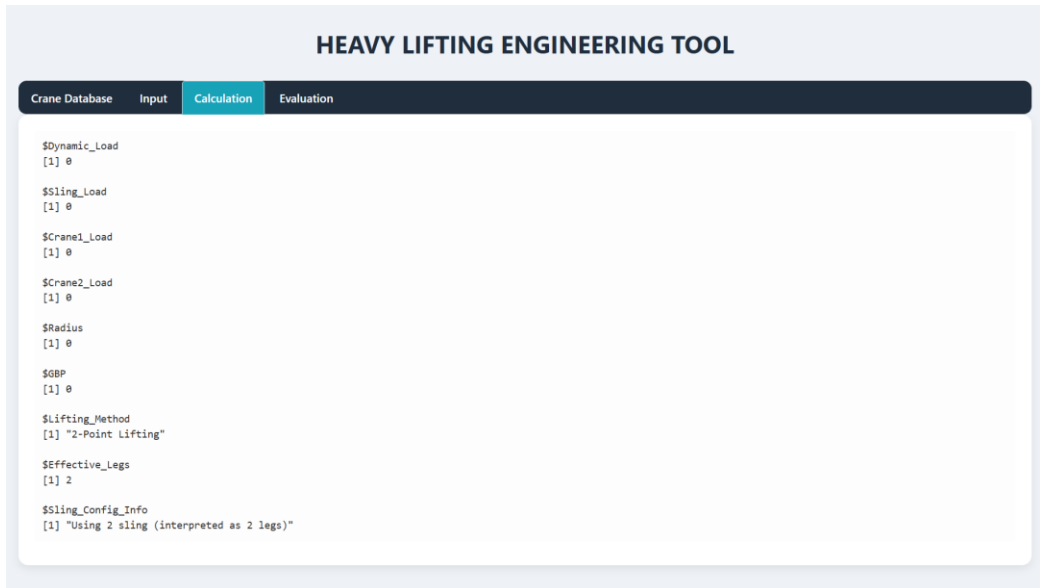 HEAVY LIFTING ENGINEERING TOOL
Crane Database Input Calculation Evaluation
$Dynamic_Load
[1] 0
$Sling_Load
[1] 0
$Crane1_Load
[1] 0
$Crane2_Load
[1] 0
$Radius
[1] 0
$GBP
[1] 0
$Lifting_Method
[1] "2-Point Lifting"
$Effective_Legs
[1] 2
$Sling_Config_Info
[1] "Using 2 sling (interpreted as 2 legs)"